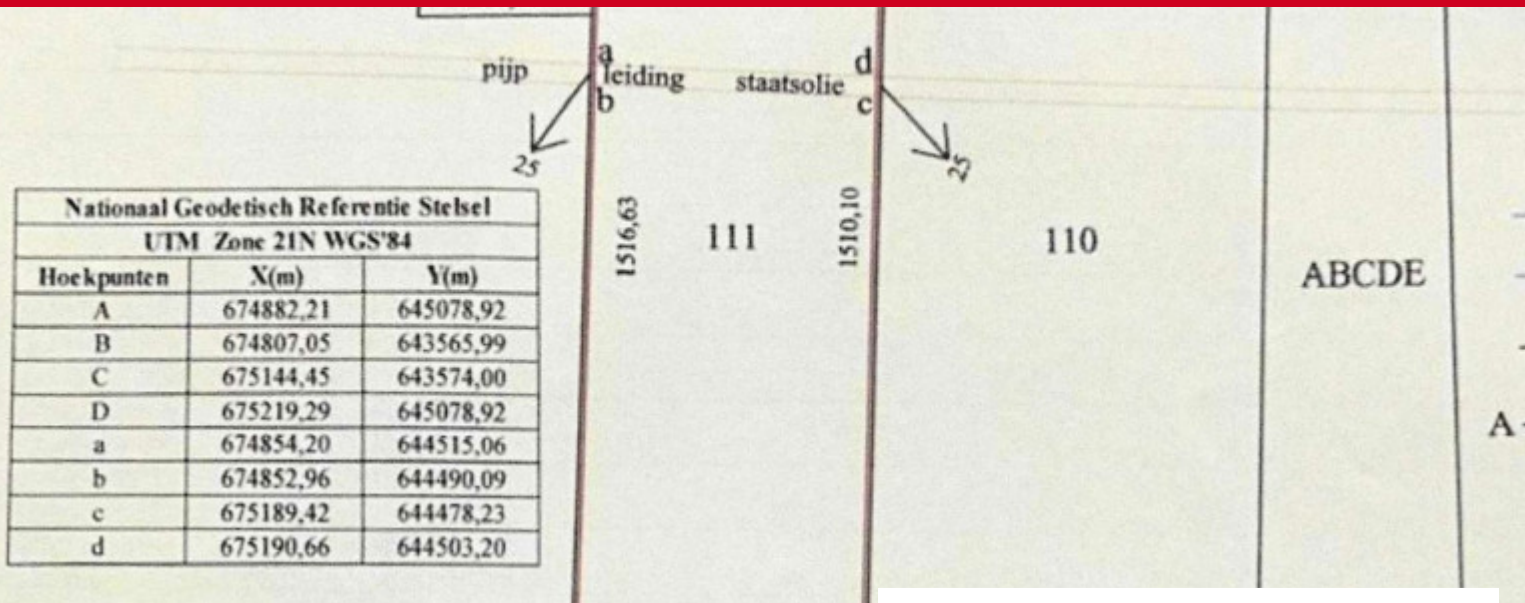 a
d
pijp leiding staatsolie
b
c
25
25
Nationaal Geodetisch Referentie Stelsel
UTM Zone 21N WGS'84
Hoekpunten X(m) Y(m)
A 674882,21 645078,92
B 674807,05 643565,99
C 675144,45 643574,00
D 675219,29 645078,92
a 674854,20 644515,06
b 674852,96 644490,09
c 675189,42 644478,23
d 675190,66 644503,20
1516,63
111
1510,10
110
ABCDE
A